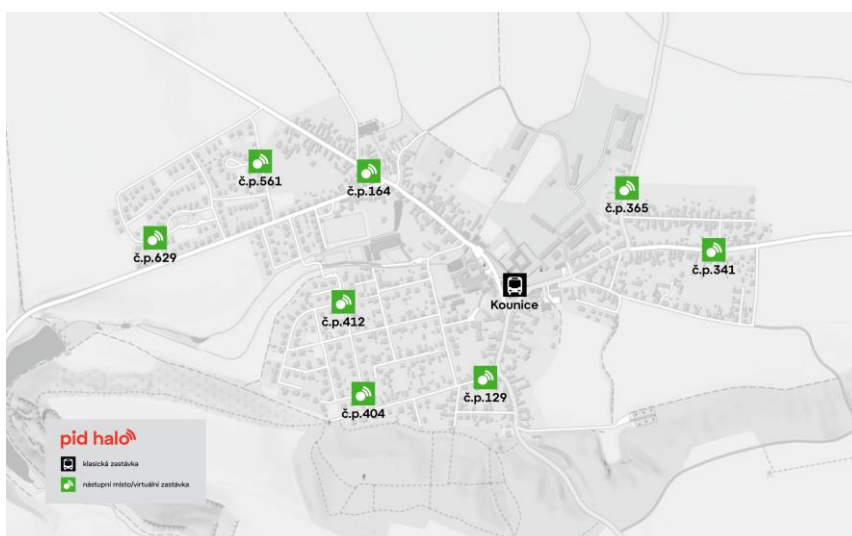 č.p.561
č.p.164
č.p.365
č.p.629
č.p.341
Kounice
č.p.412
č.p.129
č.p.404
pid halo
klasická zastávka
nástupní místo/virtuální zastávka